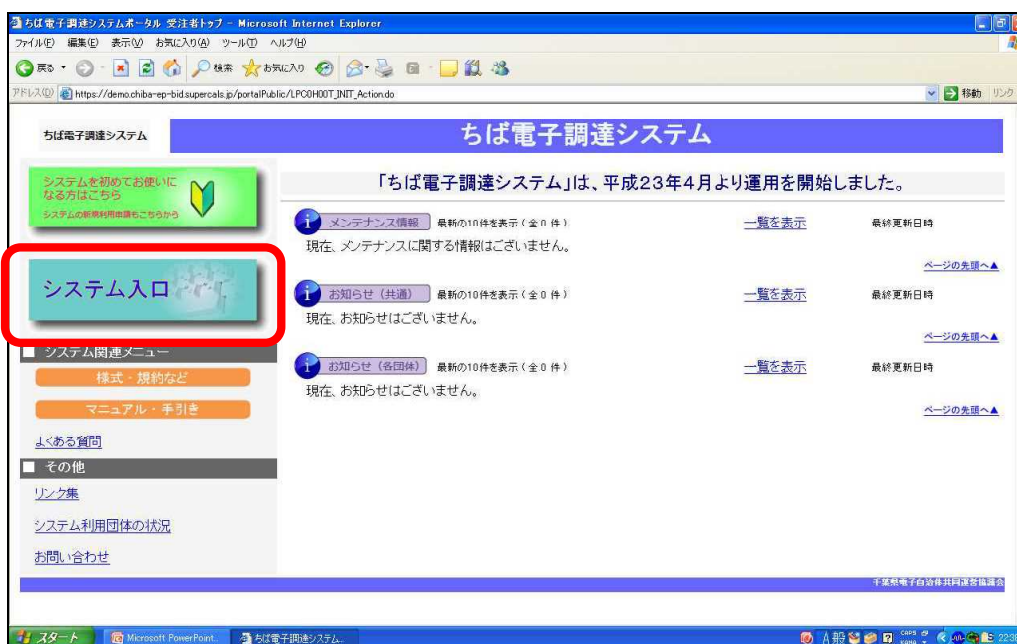 ちば電子調達システムポータル 受注者トップ - Microsoft Internet Explorer
ファイル(F) 編集(E) 表示(V) お気に入り(A) ツール(T) ヘルプ(H)
戻る 検索 お気に入り
アドレス(D) https://demo.chiba-ep-bid.supercals.jp/portalPublic/LPC0H00T_INIT_Action.do 移動 リンク
ちば電子調達システム
ちば電子調達システム
システムを初めてお使いに
なる方はこちら
システムの新規利用申請もこちらから
「ちば電子調達システム」は、平成23年4月より運用を開始しました。
メンテナンス情報 最新の10件を表示(全0件) 一覧を表示 最終更新日時
現在、メンテナンスに関する情報はございません。
ページの先頭へ▲
システム入口
お知らせ(共通) 最新の10件を表示(全0件) 一覧を表示 最終更新日時
現在、お知らせはございません。
ページの先頭へ▲
■ システム関連メニュー
様式・規約など
マニュアル・手引き
よくある質問
お知らせ(各団体) 最新の10件を表示(全0件) 一覧を表示 最終更新日時
現在、お知らせはございません。
ページの先頭へ▲
■ その他
リンク集
システム利用団体の状況
お問い合わせ
千葉県電子自治体共同運営協議会
スタート Microsoft PowerPoint... ちば電子調達システム... A 般 CAPS KANA